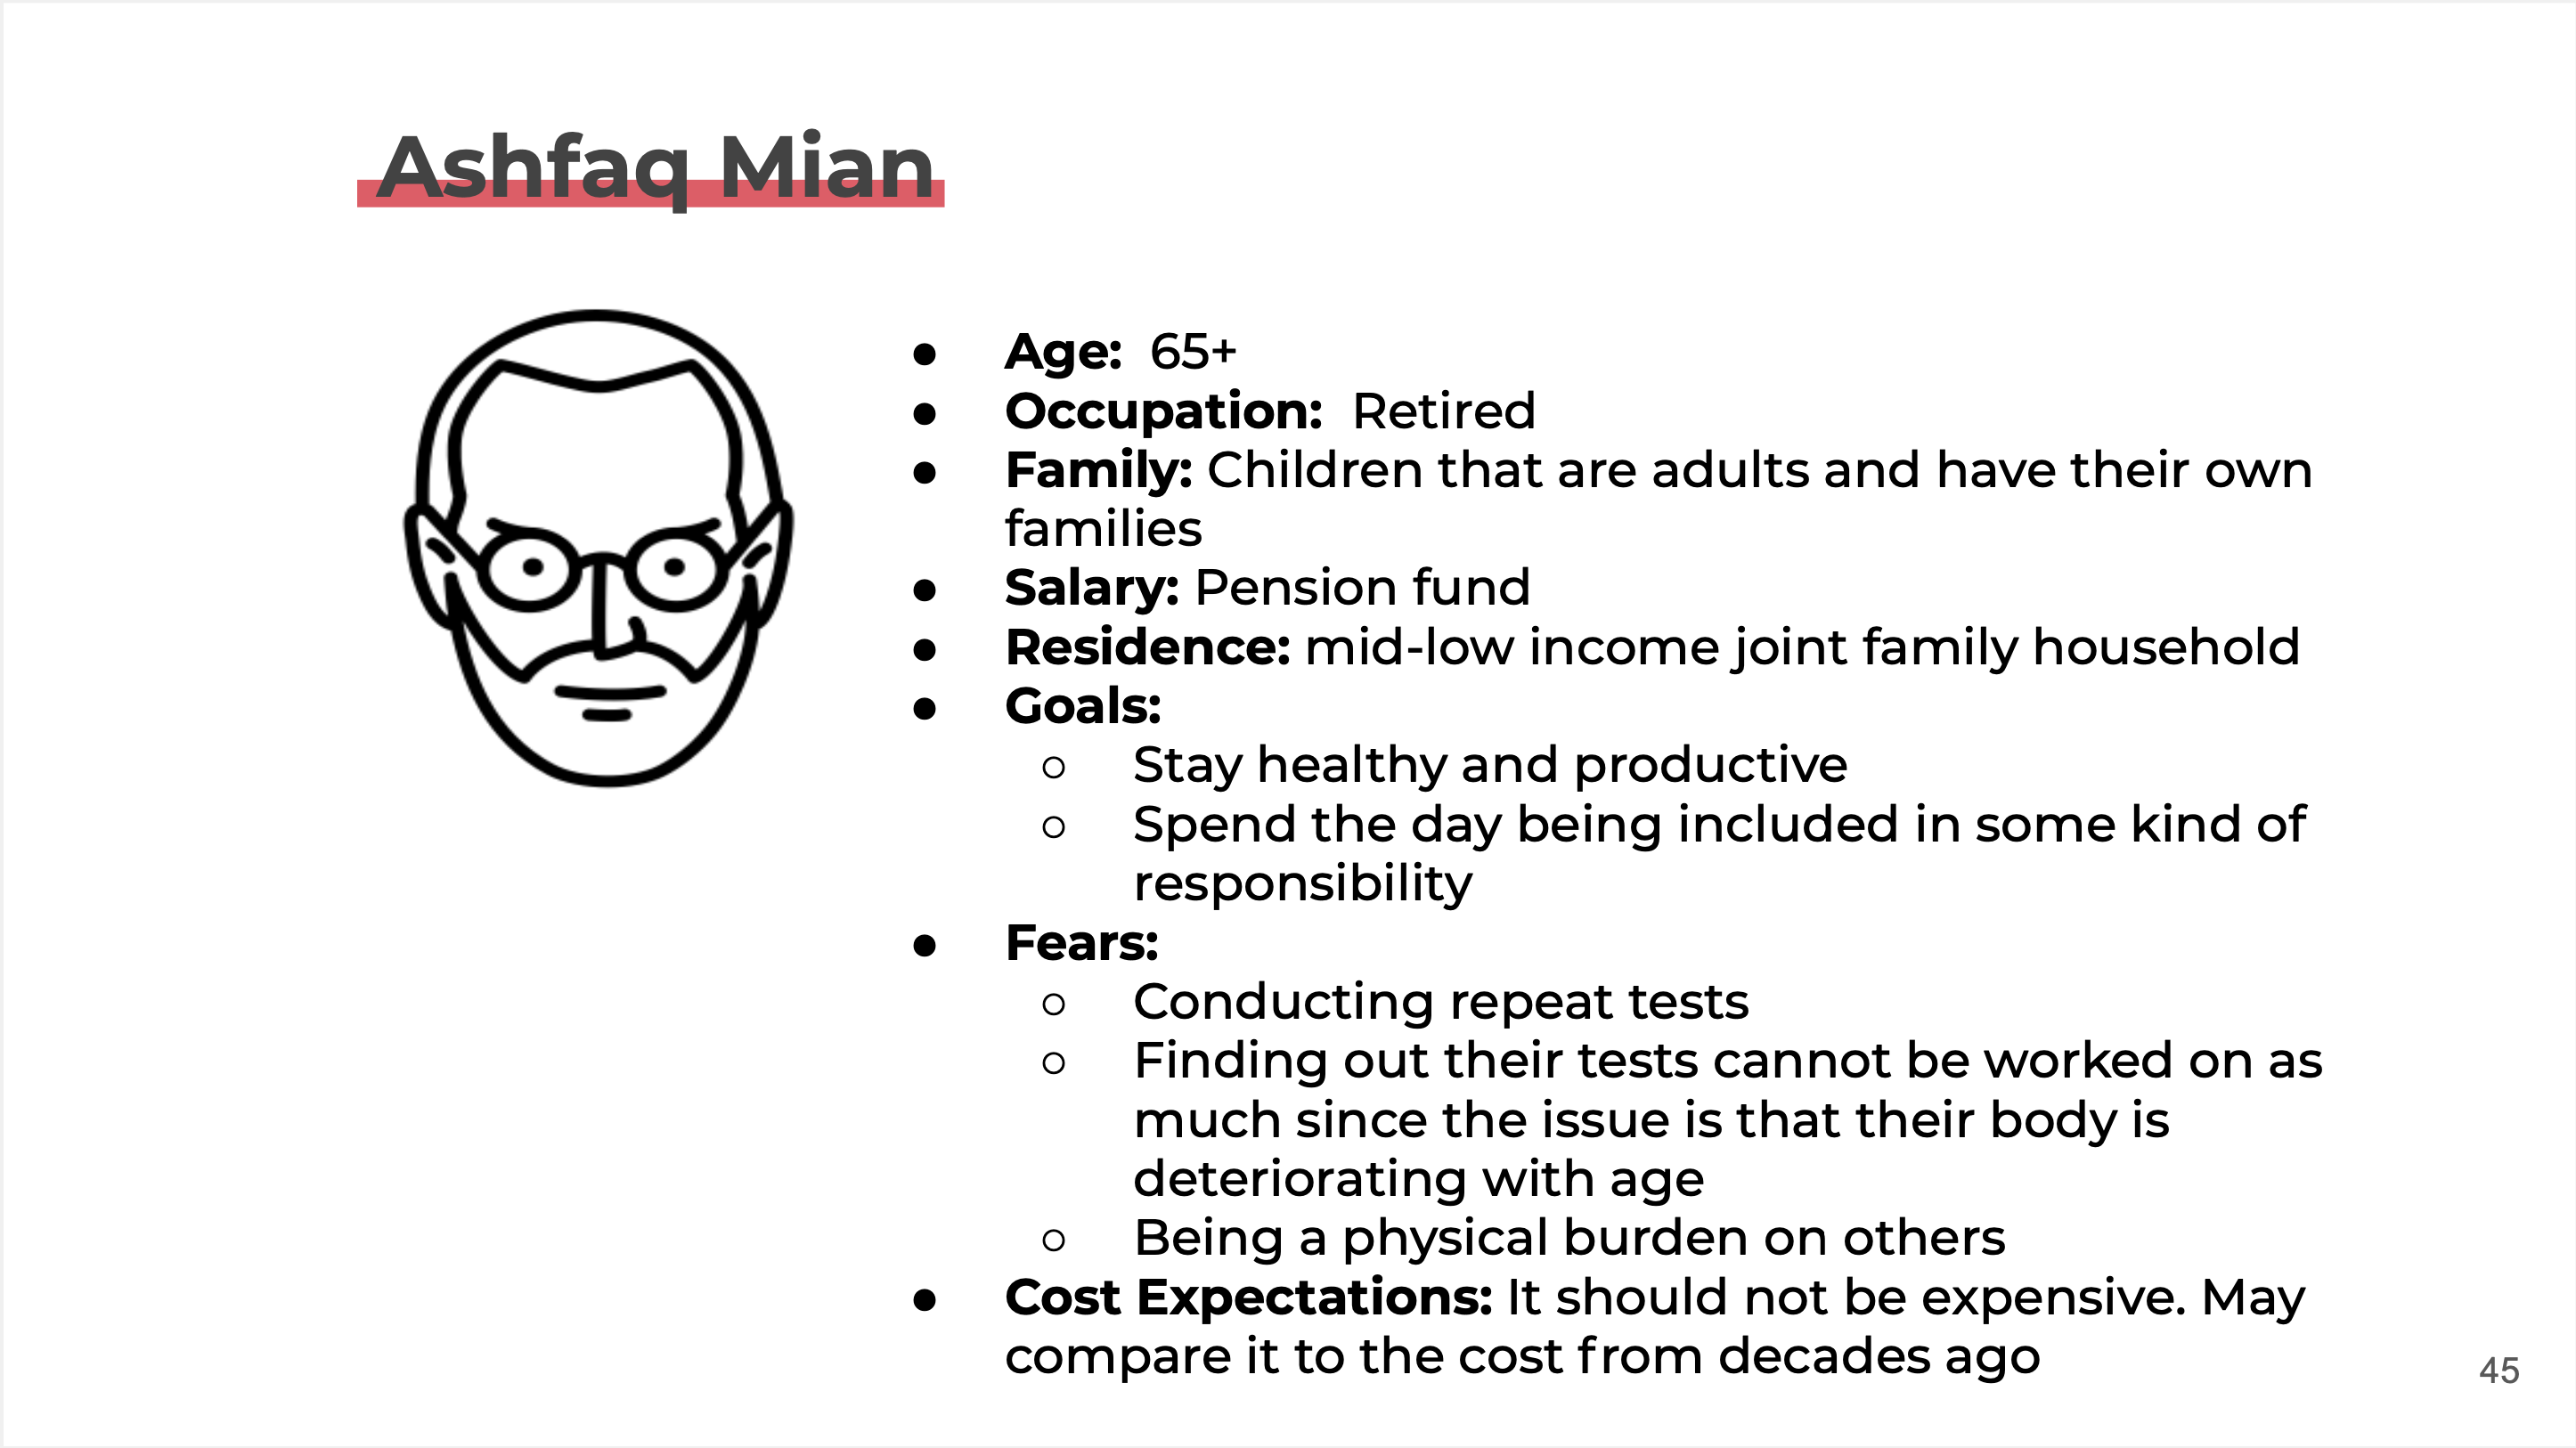 Ashfaq Mian
● Age: 65+
● Occupation: Retired
● Family: Children that are adults and have their own
families
● Salary: Pension fund
● Residence: mid-low income joint family household
● Goals:
○ Stay healthy and productive
○ Spend the day being included in some kind of
responsibility
● Fears:
○ Conducting repeat tests
○ Finding out their tests cannot be worked on as
much since the issue is that their body is
deteriorating with age
○ Being a physical burden on others
● Cost Expectations: It should not be expensive. May
compare it to the cost from decades ago
45